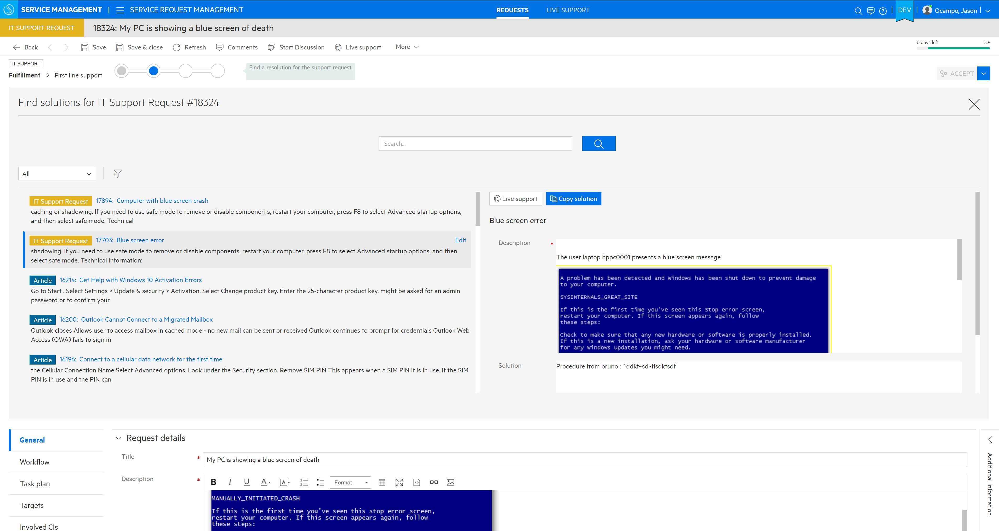 SERVICE MANAGEMENT | SERVICE REQUEST MANAGEMENT REQUESTS LIVE SUPPORT DEV Ocampo, Jason
IT SUPPORT REQUEST 18324: My PC is showing a blue screen of death
Back Save Save & close Refresh Comments Start Discussion Live support More
6 days left SLA
IT SUPPORT
Fulfillment > First line support
Find a resolution for the support request.
ACCEPT
Find solutions for IT Support Request #18324
Search...
All
IT Support Request 17894: Computer with blue screen crash
caching or shadowing. If you need to use safe mode to remove or disable components, restart your computer, press F8 to select Advanced startup options,
and then select safe mode. Technical
IT Support Request 17703: Blue screen error Edit
shadowing. If you need to use safe mode to remove or disable components, restart your computer, press F8 to select Advanced startup options, and then
select safe mode. Technical information:
Article 16214: Get Help with Windows 10 Activation Errors
Go to Start . Select Settings > Update & security > Activation. Select Change product key. Enter the 25-character product key. might be asked for an admin
password or to confirm your
Article 16200: Outlook Cannot Connect to a Migrated Mailbox
Outlook closes Allows user to access mailbox in cached mode - no new mail can be sent or received Outlook continues to prompt for credentials Outlook Web
Access (OWA) fails to sign in
Article 16196: Connect to a cellular data network for the first time
the Cellular Connection Name Select Advanced options. Look under the Security section. Remove SIM PIN This appears when a SIM PIN it is in use. If the SIM
PIN is in use and the PIN can
Live support Copy solution
Blue screen error
Description *
The user laptop hppc0001 presents a blue screen message
A problem has been detected and windows has been shut down to prevent damage
to your computer.
SYSINTERNALS_GREAT_SITE
If this is the first time you've seen this Stop error screen,
restart your computer. If this screen appears again, follow
these steps:
Check to make sure that any new hardware or software is properly installed.
If this is a new installation, ask your hardware or software manufacturer
for any windows updates you might need.
Solution Procedure from bruno : ´ddkf~sd~flsdkfsdf
General
Workflow
Task plan
Targets
Involved CIs
Request details
Title * My PC is showing a blue screen of death
Description *
B I U A A Format
MANUALLY_INITIATED_CRASH
If this is the first time you've seen this stop error screen,
restart your computer. If this screen appears again, follow
these steps:
Additional information